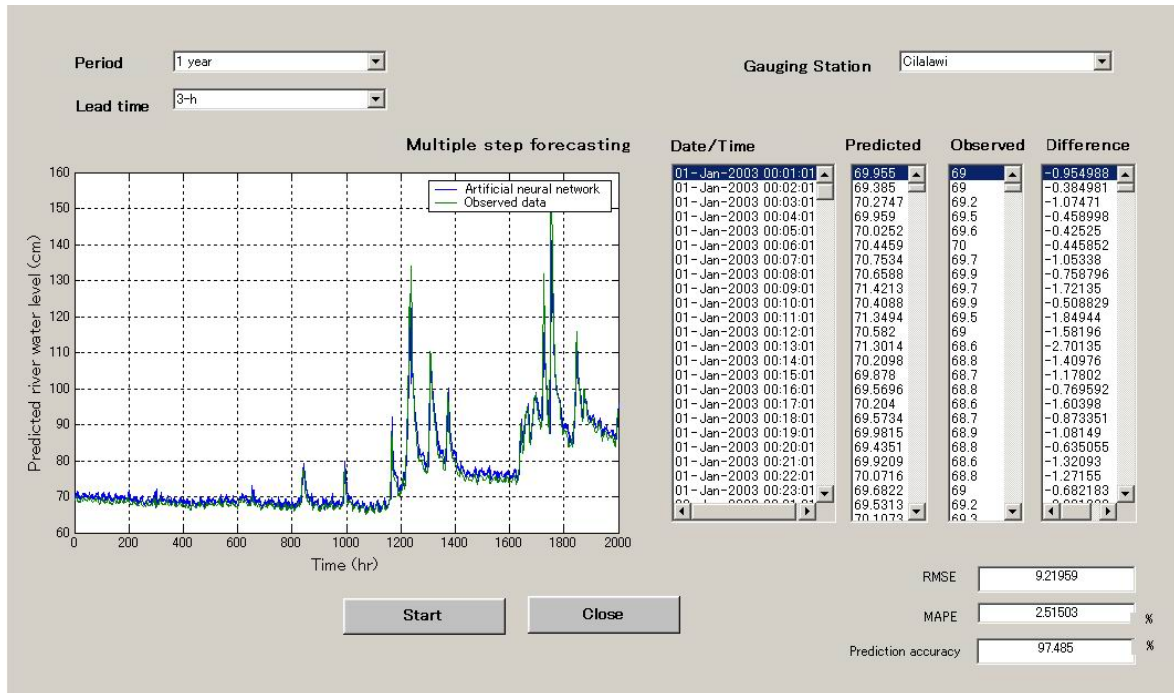 Period 1 year
Gauging Station Cilalawi
Lead time 3-h
Multiple step forecasting
Predicted river water level (cm)
160
150
140
130
120
110
100
90
80
70
60
0 200 400 600 800 1000 1200 1400 1600 1800 2000
Time (hr)
Artificial neural network
Observed data
Date/Time Predicted Observed Difference
01-Jan-2003 00:01:01 69.955 69 -0.954988
01-Jan-2003 00:02:01 69.385 69 -0.384981
01-Jan-2003 00:03:01 70.2747 69.2 -1.07471
01-Jan-2003 00:04:01 69.959 69.5 -0.458998
01-Jan-2003 00:05:01 70.0252 69.6 -0.42525
01-Jan-2003 00:06:01 70.4459 70 -0.445852
01-Jan-2003 00:07:01 70.7534 69.7 -1.05338
01-Jan-2003 00:08:01 70.6588 69.9 -0.758796
01-Jan-2003 00:09:01 71.4213 69.7 -1.72135
01-Jan-2003 00:10:01 70.4088 69.9 -0.508829
01-Jan-2003 00:11:01 71.3494 69.5 -1.84944
01-Jan-2003 00:12:01 70.582 69 -1.58196
01-Jan-2003 00:13:01 71.3014 68.6 -2.70135
01-Jan-2003 00:14:01 70.2098 68.8 -1.40976
01-Jan-2003 00:15:01 69.878 68.7 -1.17802
01-Jan-2003 00:16:01 69.5696 68.8 -0.769592
01-Jan-2003 00:17:01 70.204 68.6 -1.60398
01-Jan-2003 00:18:01 69.5734 68.7 -0.873351
01-Jan-2003 00:19:01 69.9815 68.9 -1.08149
01-Jan-2003 00:20:01 69.4351 68.8 -0.635055
01-Jan-2003 00:21:01 69.9209 68.6 -1.32093
01-Jan-2003 00:22:01 70.0716 68.8 -1.27155
01-Jan-2003 00:23:01 69.6822 69 -0.682183
69.5313 69.2
70.1073 69.3
Start
Close
RMSE 9.21959
MAPE 2.51503 %
Prediction accuracy 97.485 %